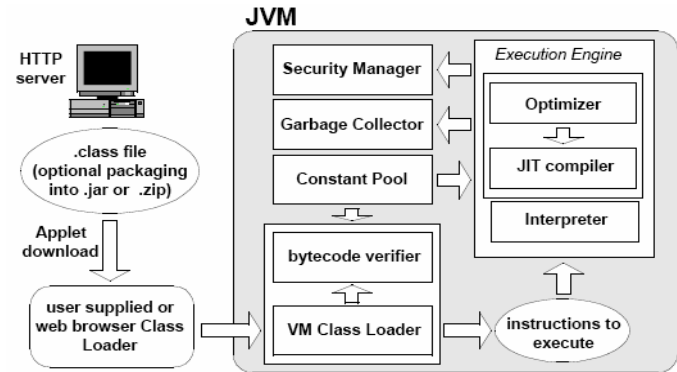 JVM
HTTP
server
.class file
(optional packaging
into .jar or .zip)
Applet
download
user supplied or
web browser Class
Loader
Security Manager
Garbage Collector
Constant Pool
bytecode verifier
VM Class Loader
Execution Engine
Optimizer
JIT compiler
Interpreter
instructions to
execute